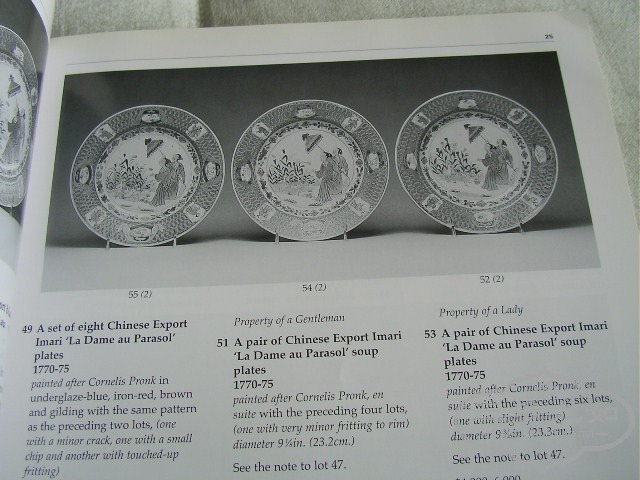 25
55 (2)
54 (2)
52 (2)
49 A set of eight Chinese Export
Imari 'La Dame au Parasol'
plates
1770-75
painted after Cornelis Pronk in
underglaze-blue, iron-red, brown
and gilding with the same pattern
as the preceding two lots, (one
with a minor crack, one with a small
chip and another with touched-up
fritting)
Property of a Gentleman
51 A pair of Chinese Export Imari
'La Dame au Parasol' soup
plates
1770-75
painted after Cornelis Pronk, en
suite with the preceding four lots,
(one with very minor fritting to rim)
diameter 9⅛in. (23.2cm.)
See the note to lot 47.
Property of a Lady
53 A pair of Chinese Export Imari
'La Dame au Parasol' soup
plates
1770-75
painted after Cornelis Pronk, en
suite with the preceding six lots,
(one with slight fritting)
diameter (23.3cm.)
See the note to lot 47.